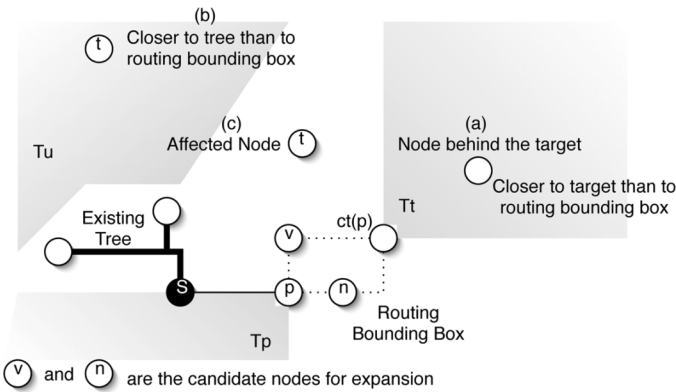 (b)
t
Closer to tree than to
routing bounding box
(c)
Affected Node
t
(a)
Node behind the target
Closer to target than to
routing bounding box
Tu
Tt
Existing
Tree
ct(p)
v
S
p
n
Routing
Bounding Box
Tp
v and n are the candidate nodes for expansion